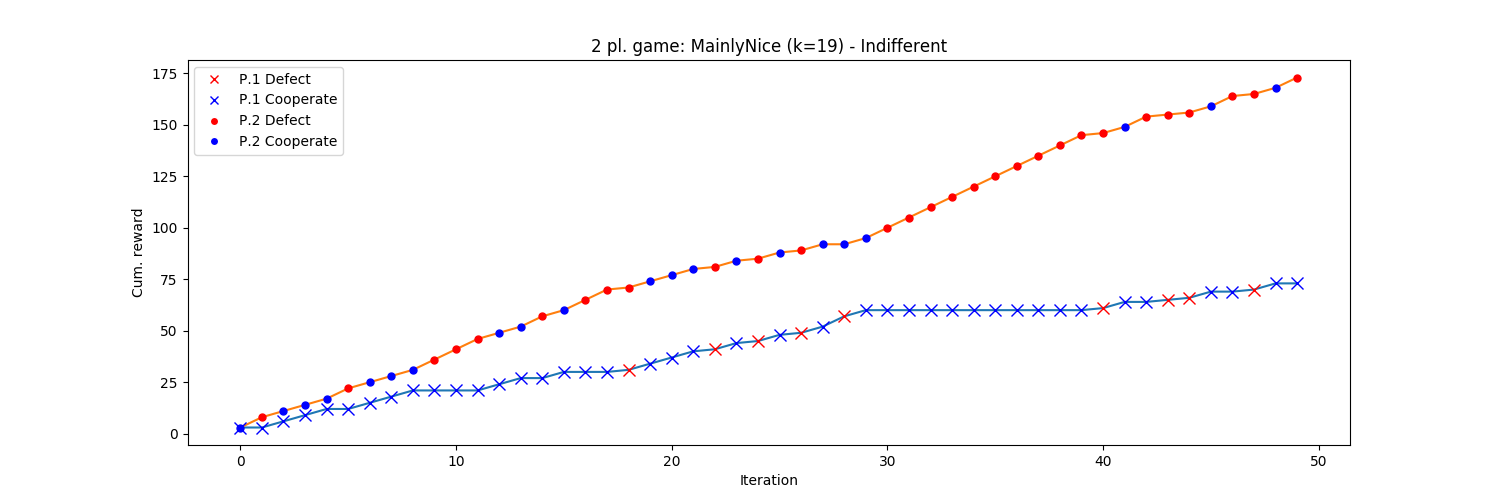 2 pl. game: MainlyNice (k=19) - Indifferent
P.1 Defect
P.1 Cooperate
P.2 Defect
P.2 Cooperate
Cum. reward
175
150
125
100
75
50
25
0
0 10 20 30 40 50
Iteration